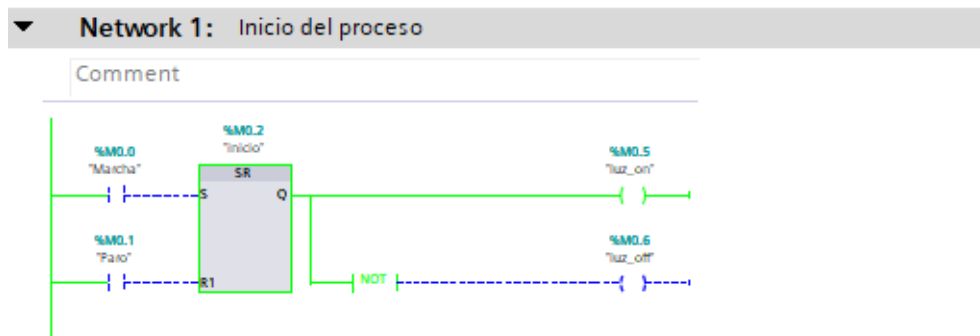 Network 1: Inicio del proceso
Comment
%M0.2
"Inicio"
%M0.0
"Marcha"
SR
%M0.5
"luz_on"
S Q
%M0.1
"Paro"
%M0.6
"luz_off"
R1
NOT